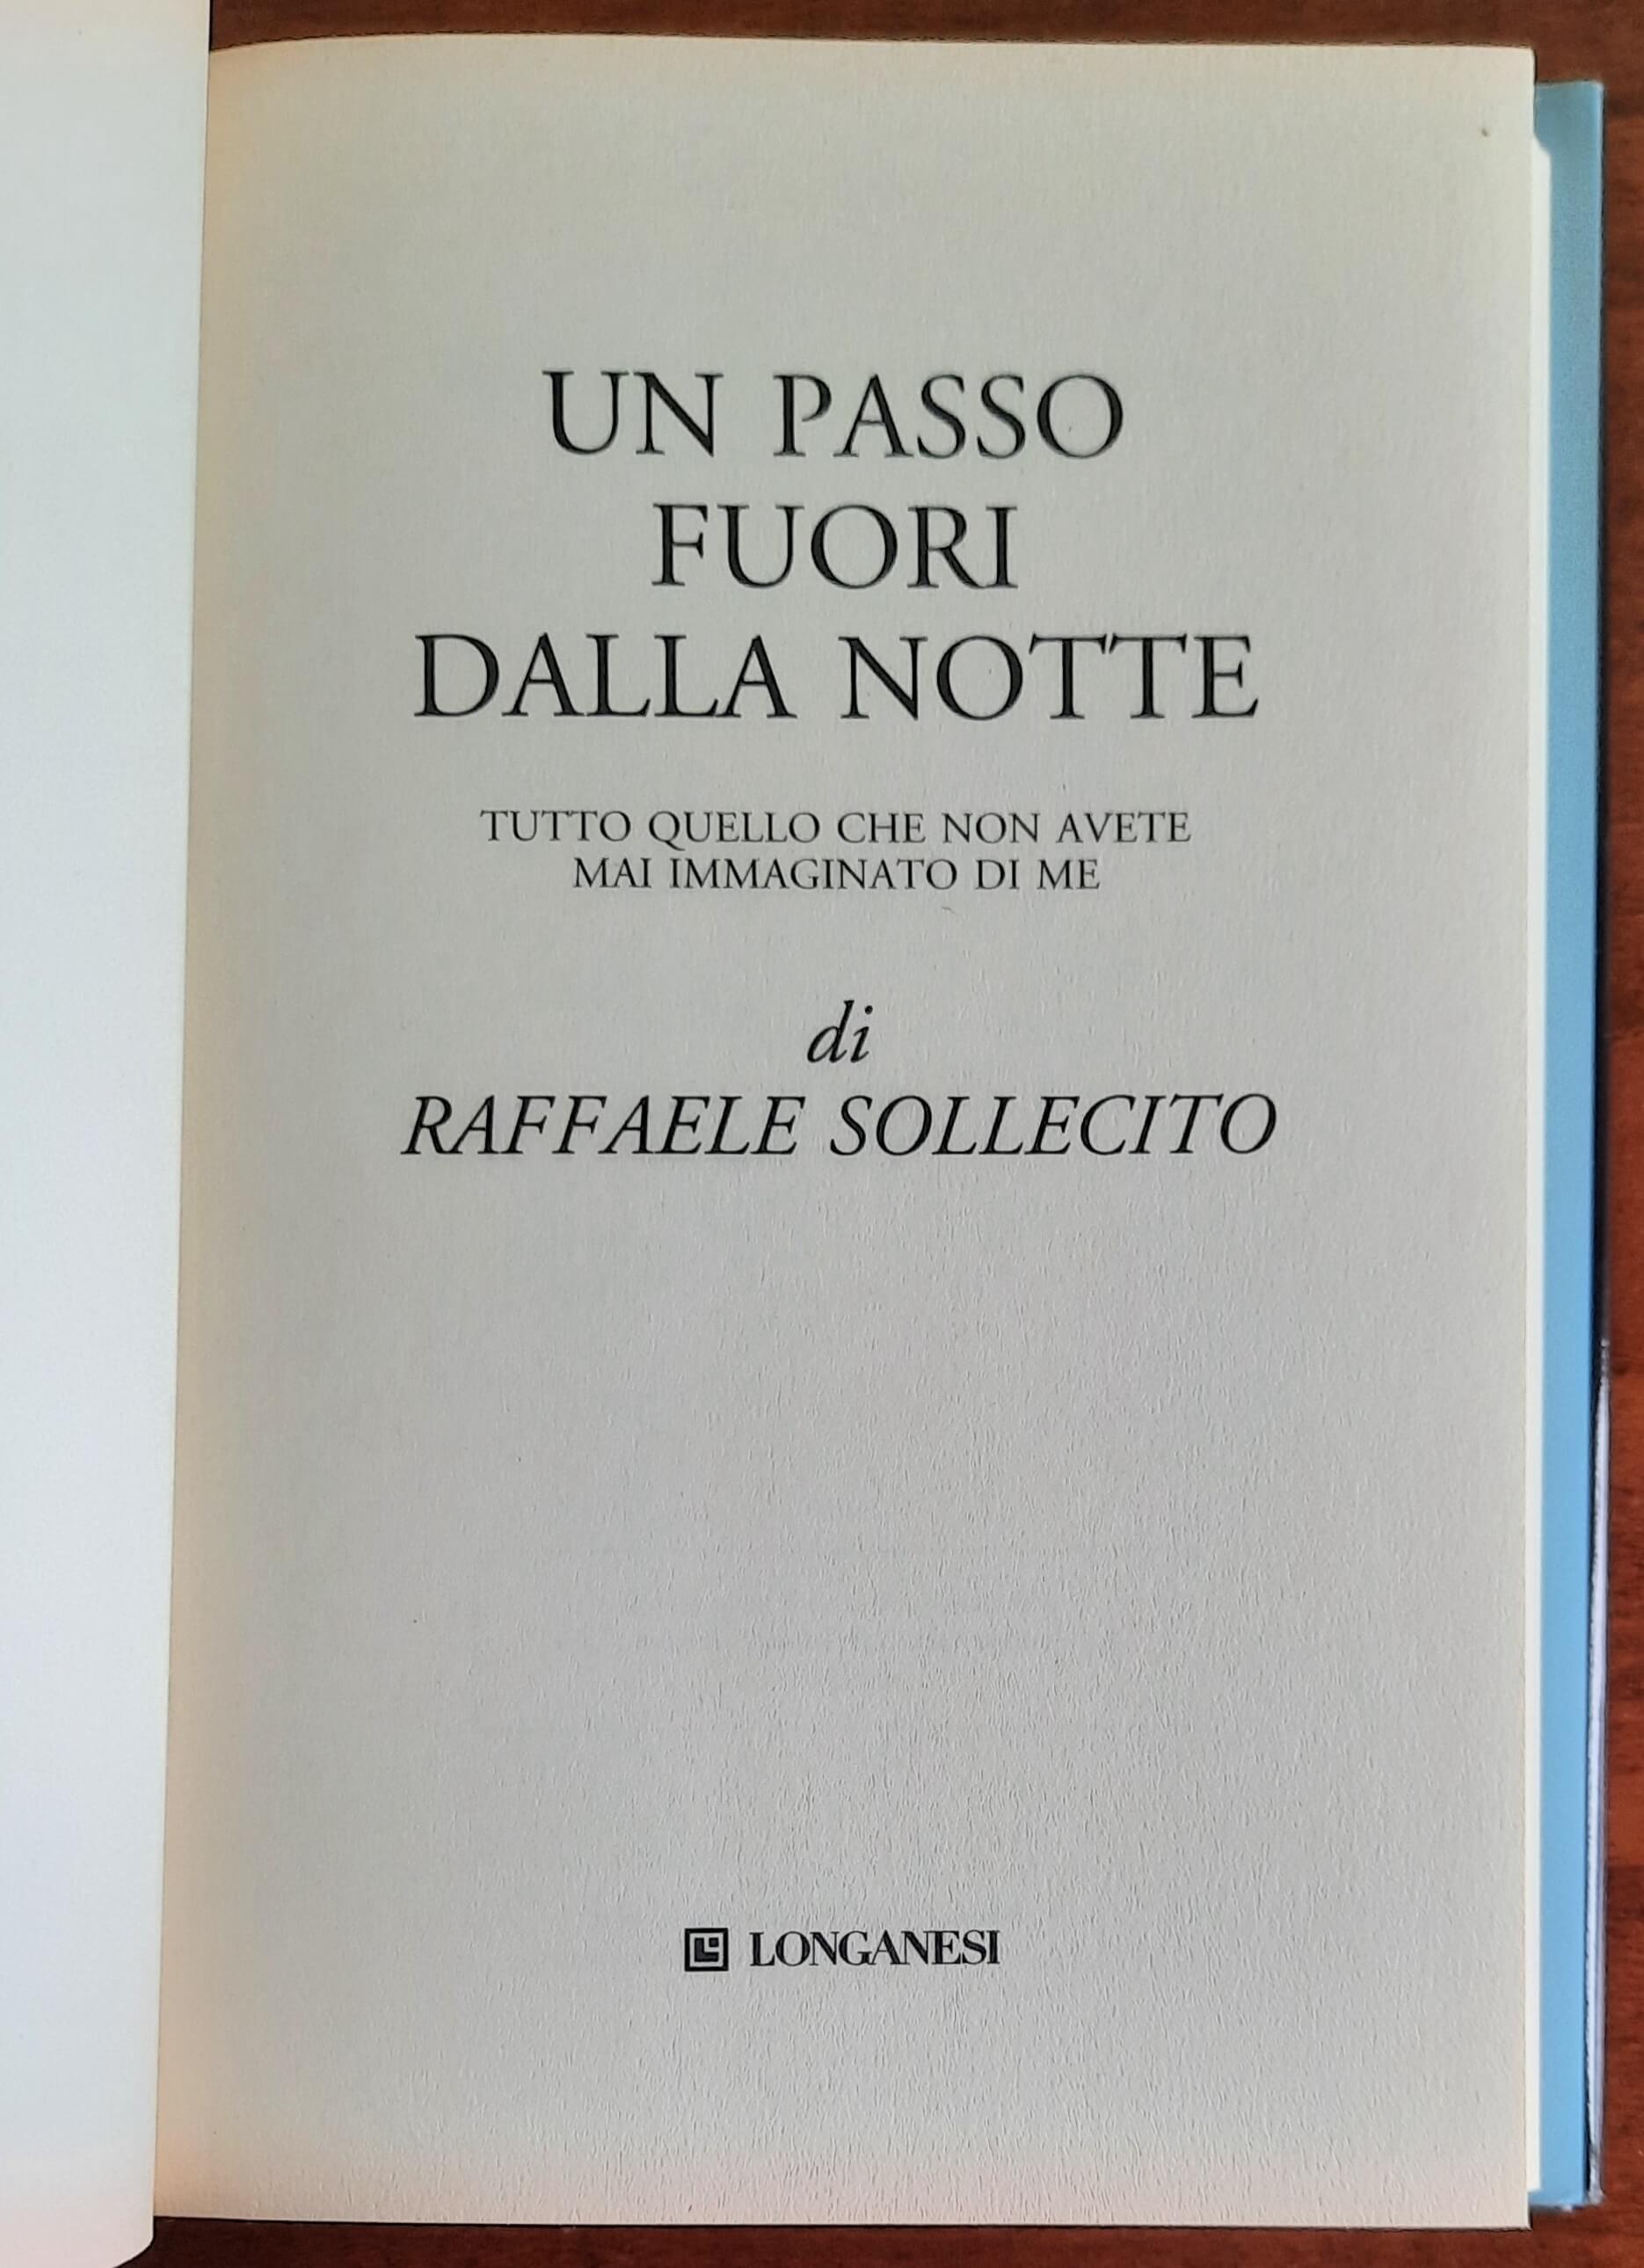 UN PASSO
FUORI
DALLA NOTTE
TUTTO QUELLO CHE NON AVETE
MAI IMMAGINATO DI ME
di
RAFFAELE SOLLECITO
LONGANESI